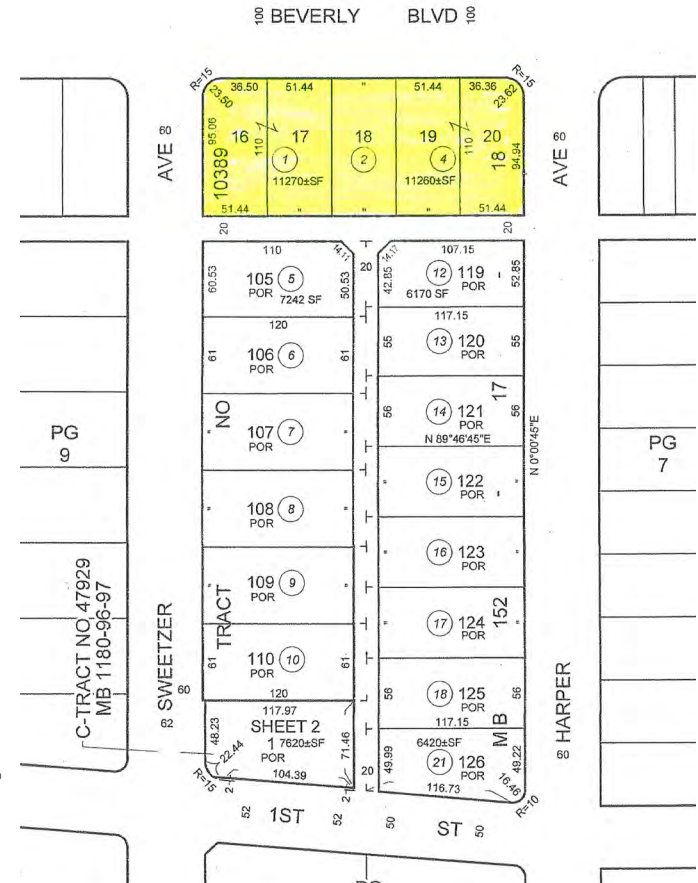 100 BEVERLY BLVD 100
R=15 R=15
36.50 51.44 " 51.44 36.36
23.50 23.62
AVE 60
95.06
16 17 18 19 20
110 110
1 2 4
10389
18
94.94
AVE 60
11270±SF 11260±SF
51.44 " " 51.44
20 20
110 14.11
60.53 105 5 50.53
POR 7242 SF
120
61 106 6 61
POR
NO
" 107 7 "
POR
" 108 8 "
POR
" 109 9 "
POR
TRACT
61 110 10 61
POR
120
117.97
48.23 SHEET 2 71.46
1 7620±SF
POR
22.44
104.39
R=15
2 2
20
20
14.17 107.15
42.85 12 119 52.85
POR
6170 SF
117.15
55 13 120 55
POR
17
56 14 121 56
POR
N 89°46'45"E
" 15 122
POR
" 16 123 "
POR
152
" 17 124 "
POR
56 18 125 56
POR
117.15
M B
6420±SF
49.99 21 126 49.22
POR
116.73 16.46
R=10
N 0°00'45"E
PG
9
PG
7
C-TRACT NO 47929
MB 1180-96-97
SWEETZER 60
62
HARPER
60
52 1ST 52 50 ST 50